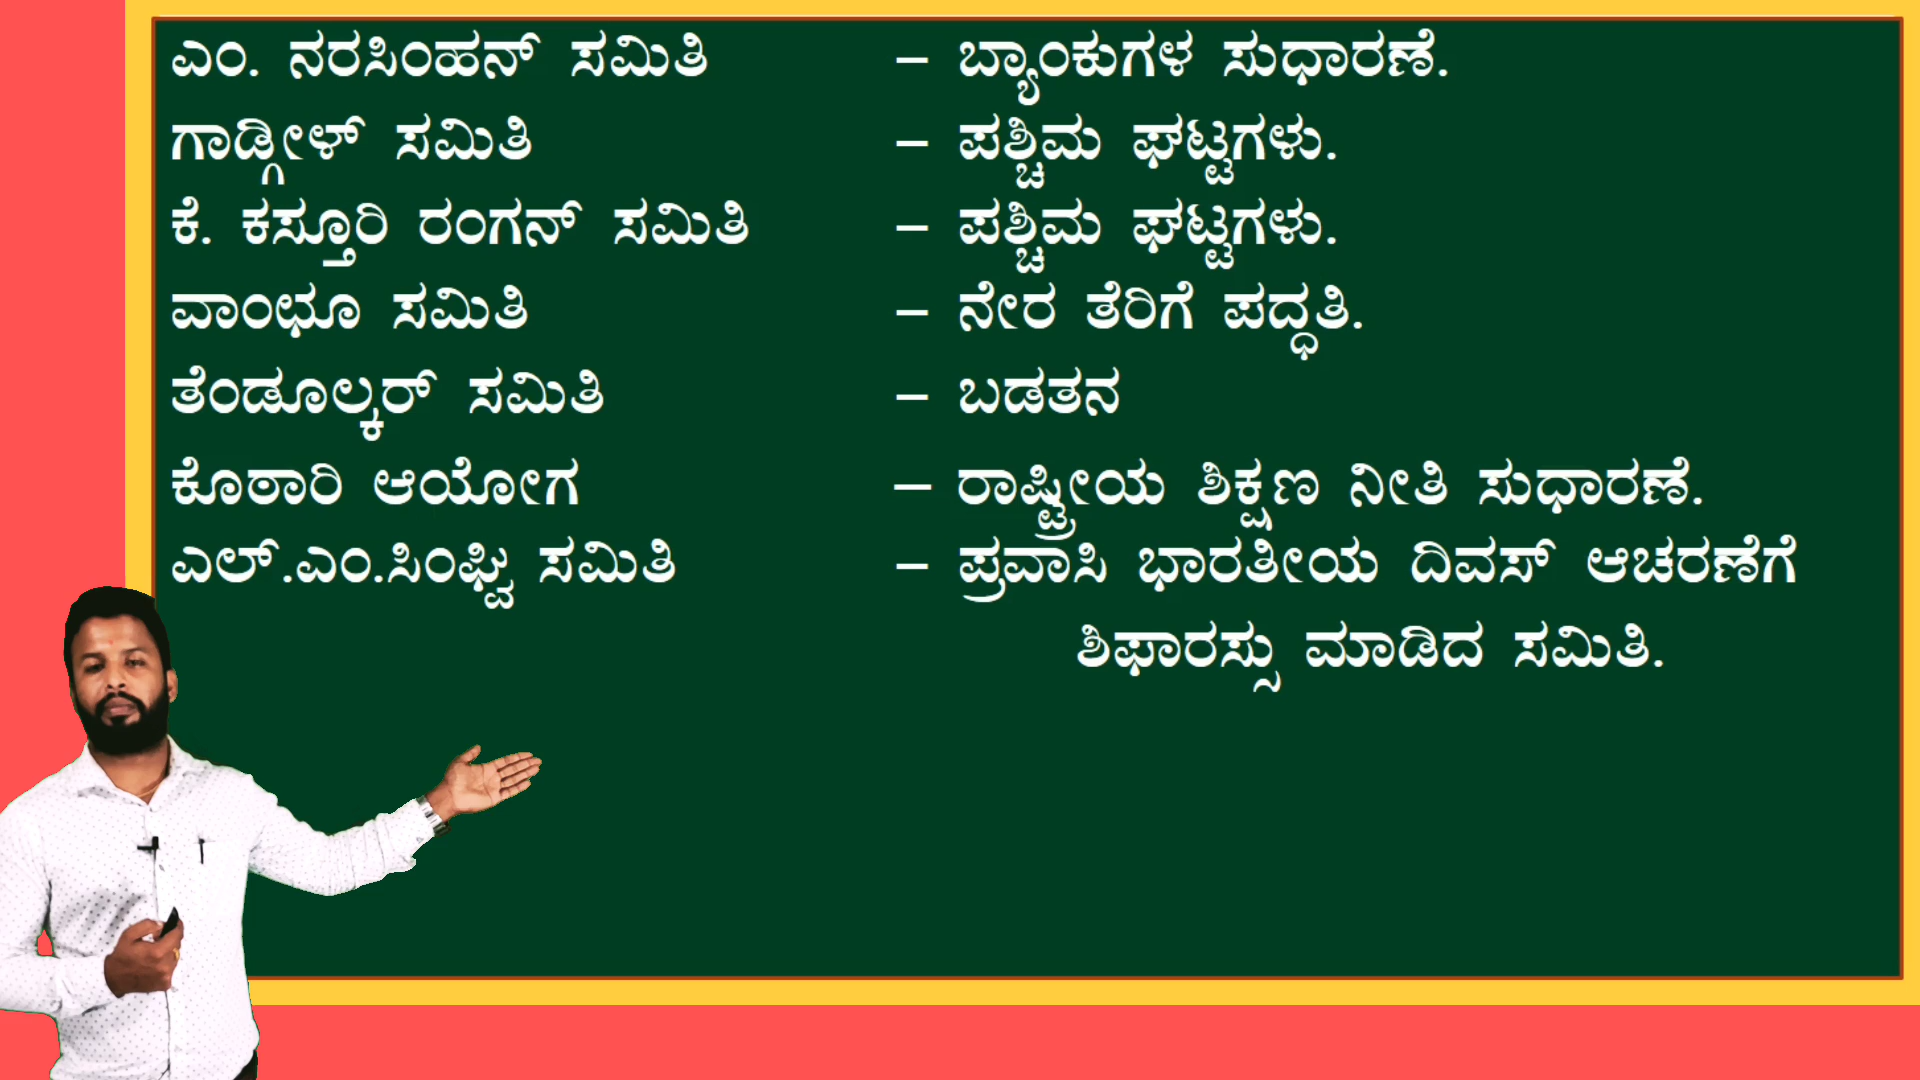 ಎಂ. ನರಸಿಂಹನ್ ಸಮಿತಿ – ಬ್ಯಾಂಕುಗಳ ಸುಧಾರಣೆ.
ಗಾಡ್ಗೀಳ್ ಸಮಿತಿ – ಪಶ್ಚಿಮ ಘಟ್ಟಗಳು.
ಕೆ. ಕಸ್ತೂರಿ ರಂಗನ್ ಸಮಿತಿ – ಪಶ್ಚಿಮ ಘಟ್ಟಗಳು.
ವಾಂಛೂ ಸಮಿತಿ – ನೇರ ತೆರಿಗೆ ಪದ್ಧತಿ.
ತೆಂಡೂಲ್ಕರ್ ಸಮಿತಿ – ಬಡತನ
ಕೊಠಾರಿ ಆಯೋಗ – ರಾಷ್ಟ್ರೀಯ ಶಿಕ್ಷಣ ನೀತಿ ಸುಧಾರಣೆ.
ಎಲ್.ಎಂ.ಸಿಂಘ್ವಿ ಸಮಿತಿ – ಪ್ರವಾಸಿ ಭಾರತೀಯ ದಿವಸ್ ಆಚರಣೆಗೆ
ಶಿಫಾರಸ್ಸು ಮಾಡಿದ ಸಮಿತಿ.